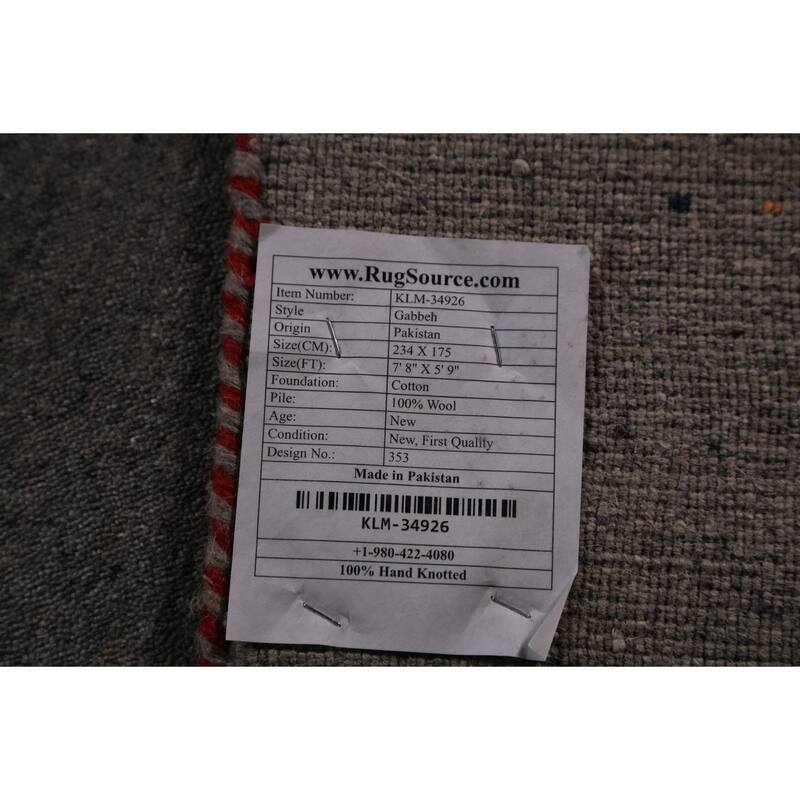 www.RugSource.com
Item Number: KLM-34926
Style Gabbeh
Origin Pakistan
Size(CM): 234 X 175
Size(FT): 7' 8" X 5' 9"
Foundation: Cotton
Pile: 100% Wool
Age: New
Condition: New, First Quality
Design No.: 353
Made in Pakistan
KLM-34926
+1-980-422-4080
100% Hand Knotted